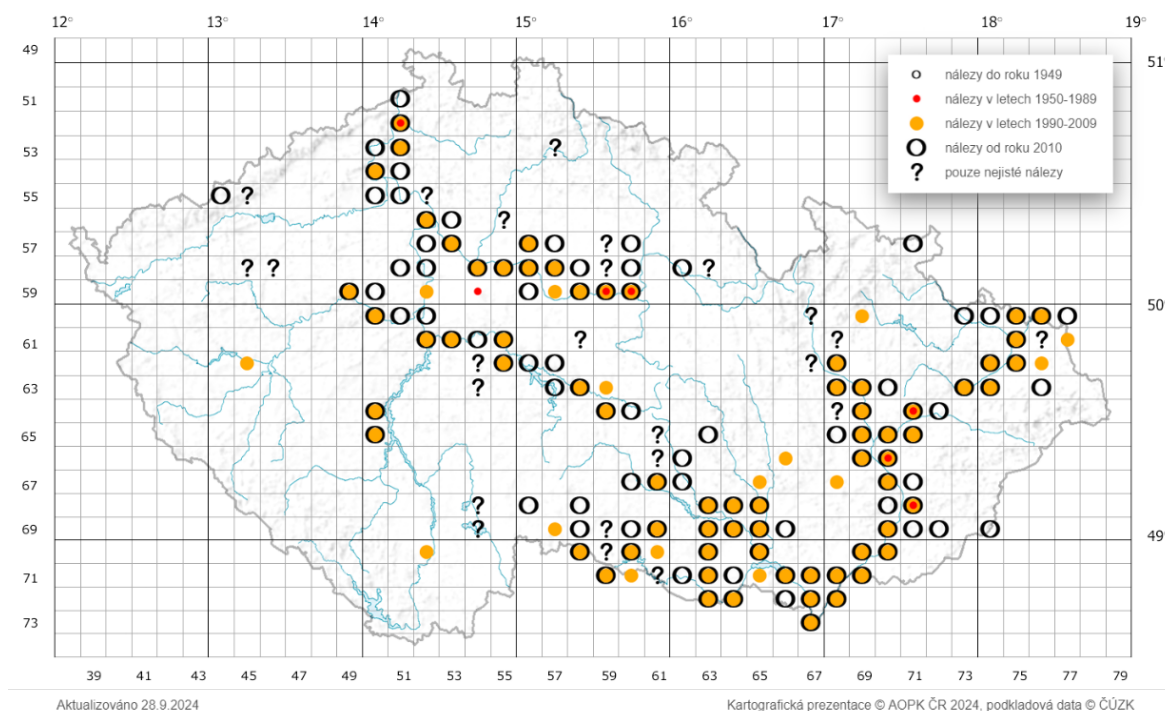 12° 13° 14° 15° 16° 17° 18° 19°
49
51°
nálezy do roku 1949
51
nálezy v letech 1950-1989
nálezy v letech 1990-2009
53
?
nálezy od roku 2010
? pouze nejisté nálezy
55
? ? ?
57
?
? ? ? ?
59
50°
?
61
? ? ?
? ?
63
?
?
65
?
?
67
?
69
? ?
49°
?
71
?
73
39 41 43 45 47 49 51 53 55 57 59 61 63 65 67 69 71 73 75 77 79
Aktualizováno 28.9.2024
Kartografická prezentace © AOPK ČR 2024, podkladová data © ČÚZK